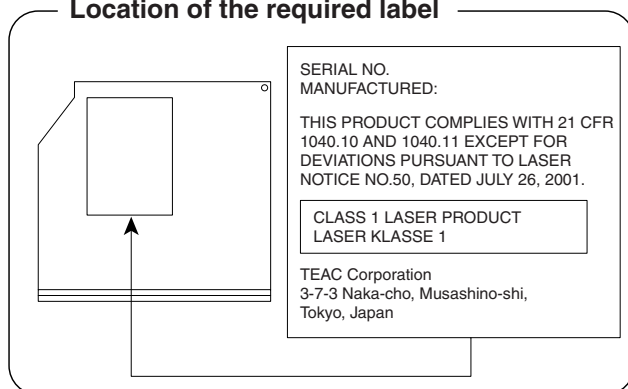 Location of the required label
SERIAL NO.
MANUFACTURED:
THIS PRODUCT COMPLIES WITH 21 CFR
1040.10 AND 1040.11 EXCEPT FOR
DEVIATIONS PURSUANT TO LASER
NOTICE NO.50, DATED JULY 26, 2001.
CLASS 1 LASER PRODUCT
LASER KLASSE 1
TEAC Corporation
3-7-3 Naka-cho, Musashino-shi,
Tokyo, Japan